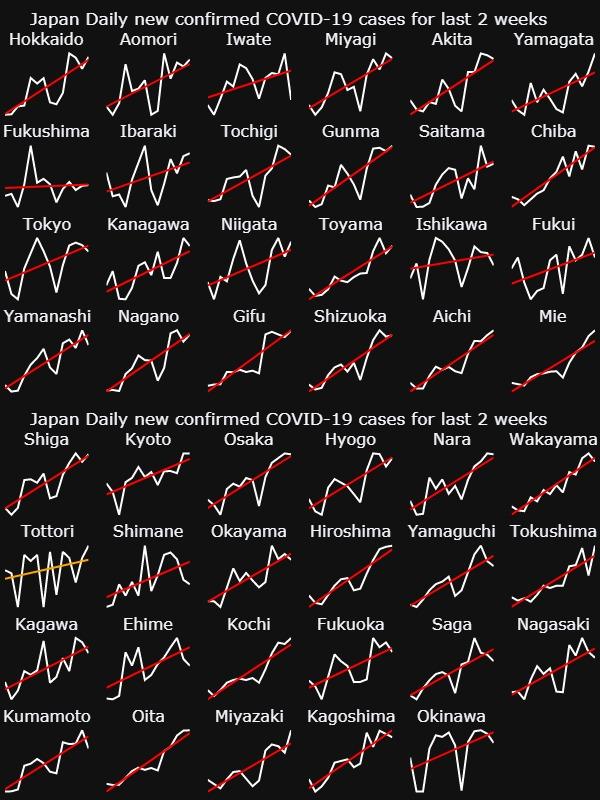 Japan Daily new confirmed COVID-19 cases for last 2 weeks
Hokkaido Aomori Iwate Miyagi Akita Yamagata
Fukushima Ibaraki Tochigi Gunma Saitama Chiba
Tokyo Kanagawa Niigata Toyama Ishikawa Fukui
Yamanashi Nagano Gifu Shizuoka Aichi Mie
Japan Daily new confirmed COVID-19 cases for last 2 weeks
Shiga Kyoto Osaka Hyogo Nara Wakayama
Tottori Shimane Okayama Hiroshima Yamaguchi Tokushima
Kagawa Ehime Kochi Fukuoka Saga Nagasaki
Kumamoto Oita Miyazaki Kagoshima Okinawa